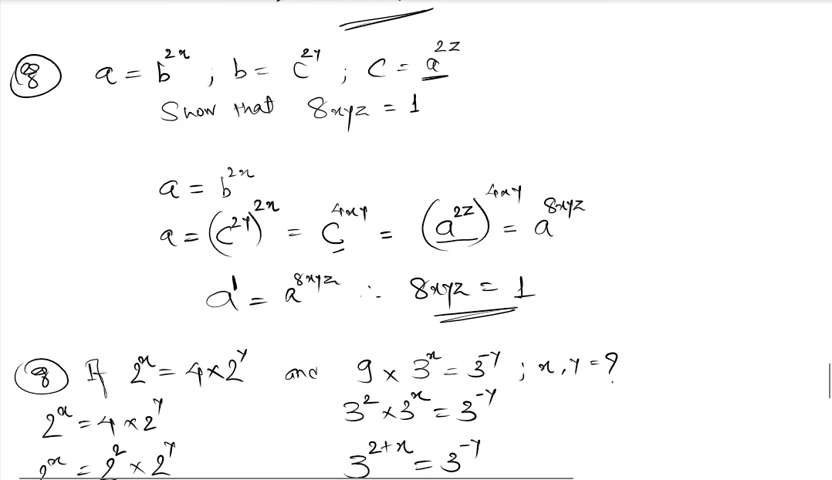 Q a = b^2x ; b = c^2y ; c = a^2z
Show that 8xyz = 1
a = b^2x
a = (c^2y)^2x = c^4xy = (a^2z)^4xy = a^8xyz
a^1 = a^8xyz ∴ 8xyz = 1
Q If 2^x = 4 × 2^y and 9 × 3^x = 3^-y ; x, y = ?
2^x = 4 × 2^y 3^2 × 3^x = 3^-y
2^x = 2^2 × 2^y 3^2+x = 3^-y